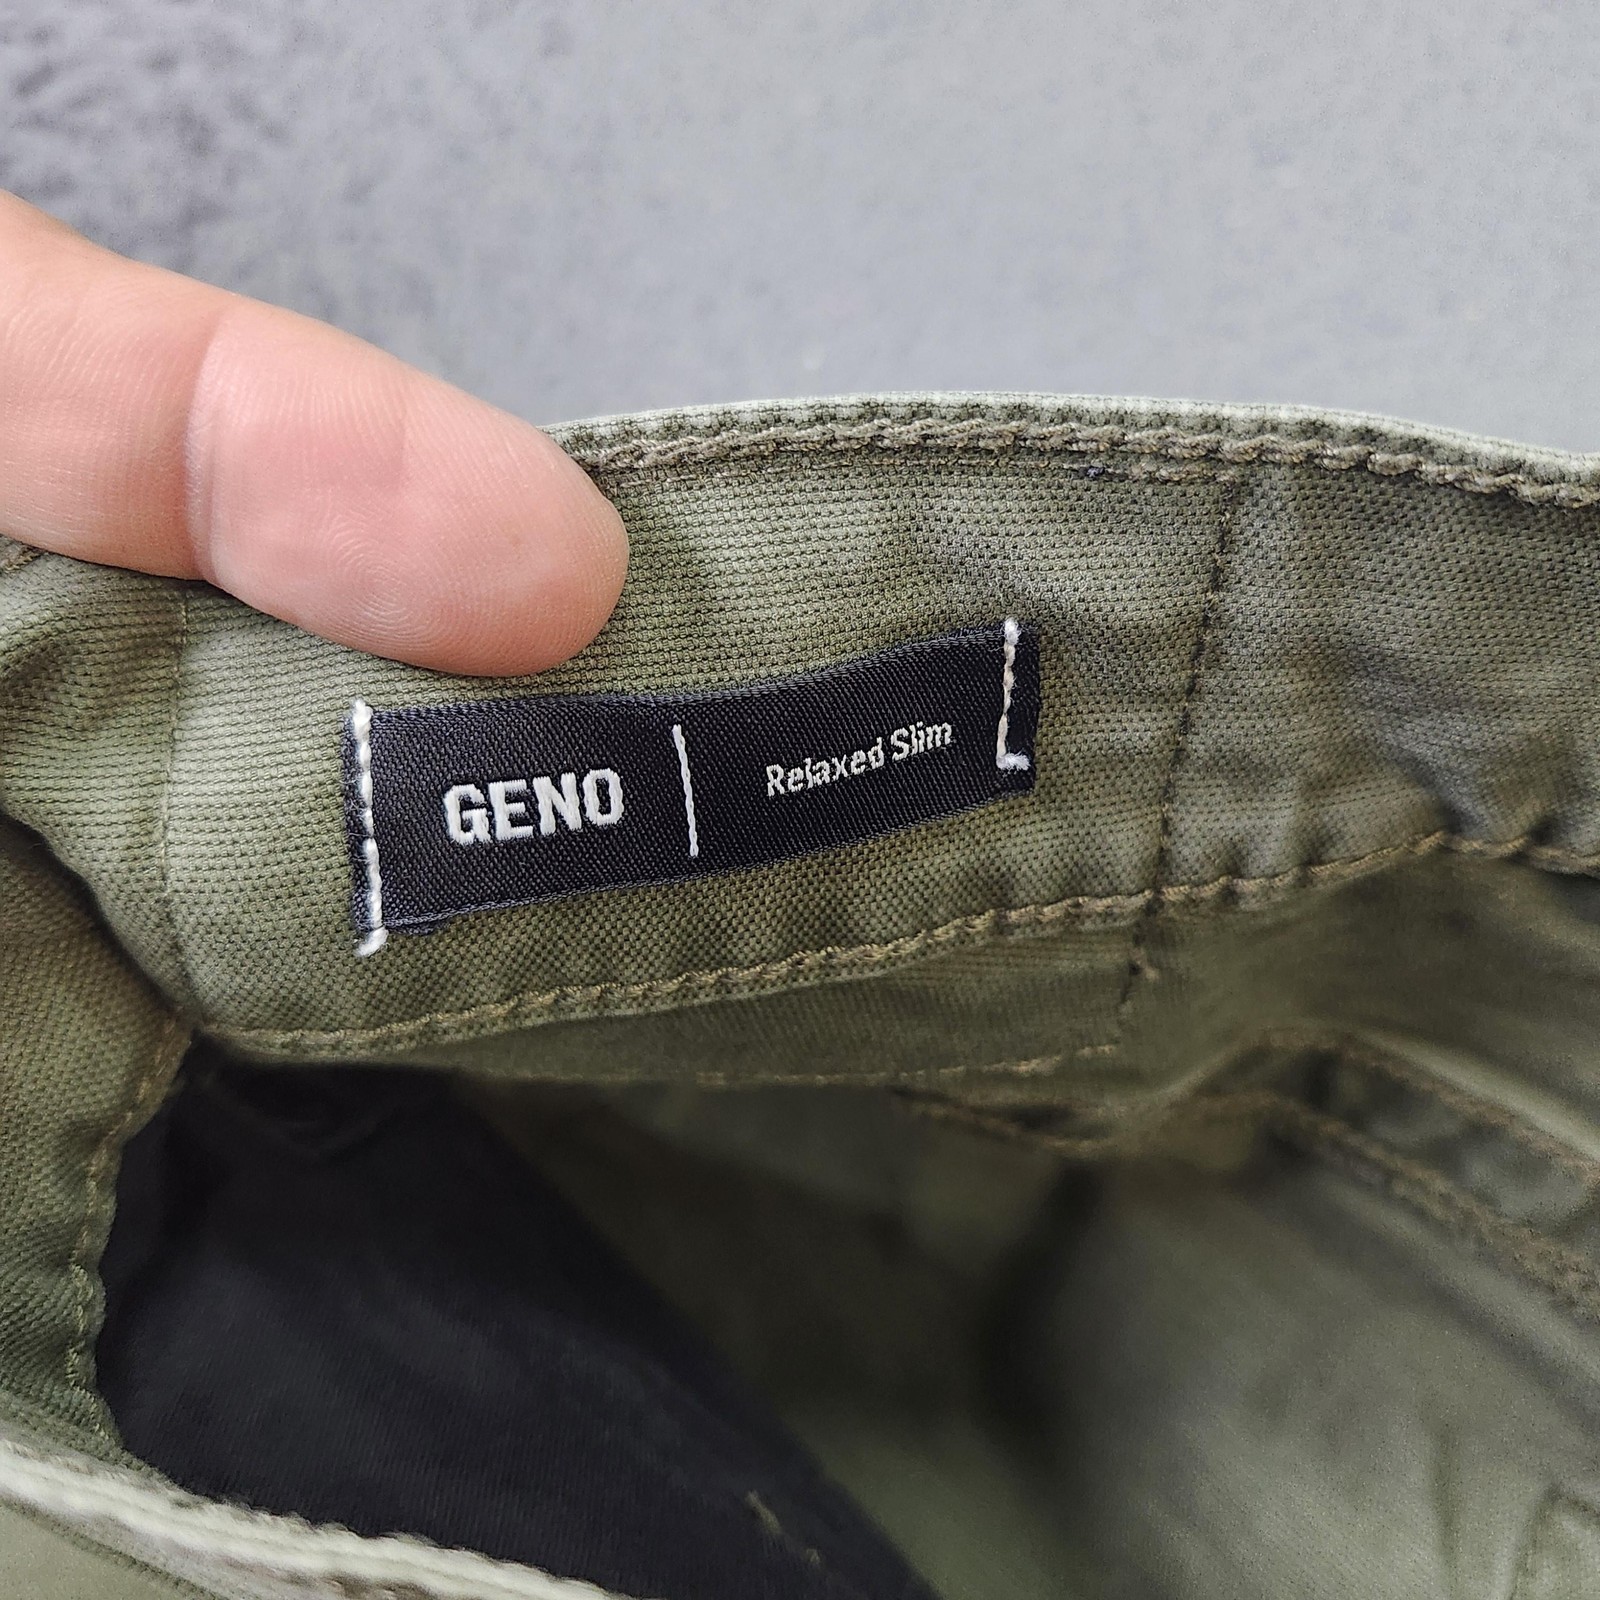 GENO | Relaxed Slim